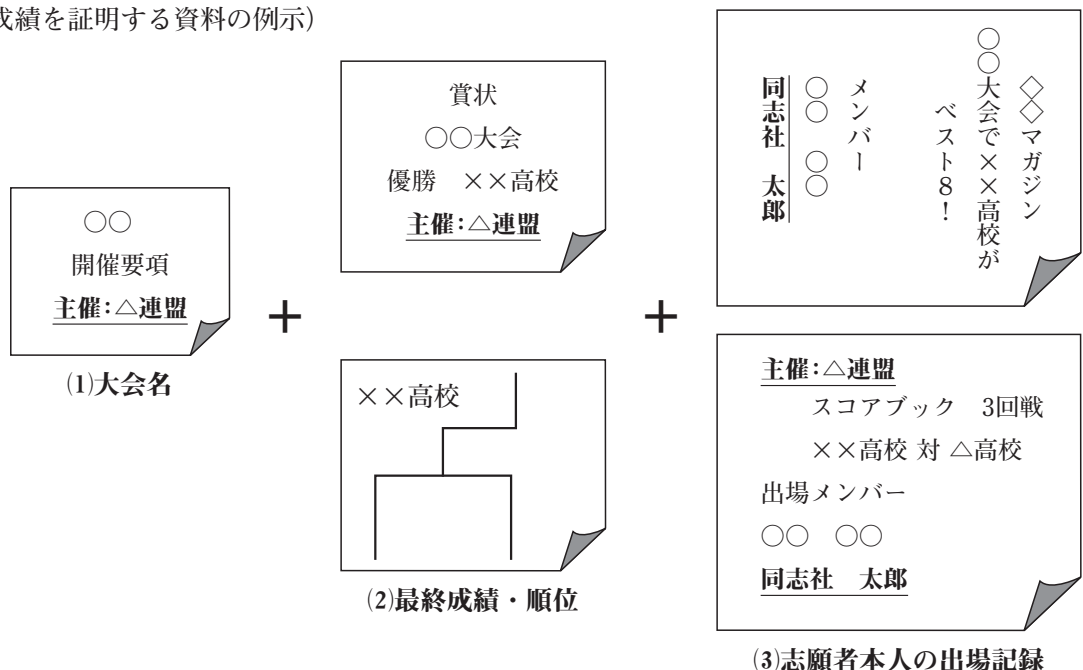 成績を証明する資料の例示)
○○
開催要項
主催:△連盟
(1)大会名
+
賞状
○○大会
優勝 ××高校
主催:△連盟
××高校
(2)最終成績・順位
+
◇◇マガジン
○○大会で××高校が
ベスト8!
メンバー
○○ ○○
同志社 太郎
主催:△連盟
スコアブック 3回戦
××高校 対 △高校
出場メンバー
○○ ○○
同志社 太郎
(3)志願者本人の出場記録